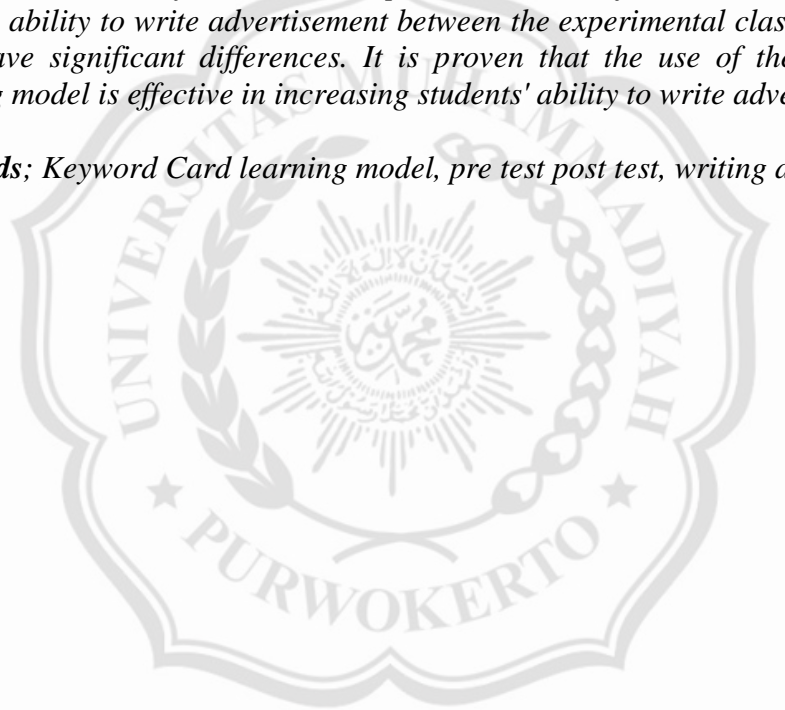 ability to write advertisement between the experimental clas
ve significant differences. It is proven that the use of the
model is effective in increasing students' ability to write adve
ds; Keyword Card learning model, pre test post test, writing a
UNIVERSITAS MUHAMMADIYAH
PURWOKERTO